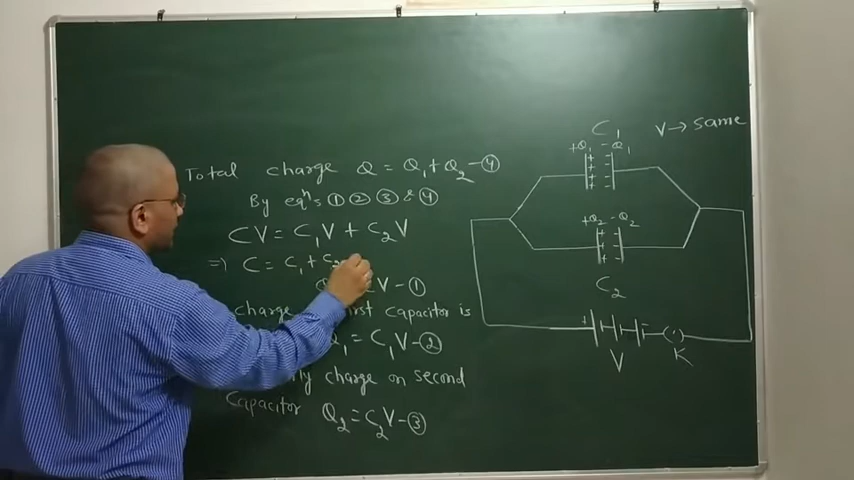 Total charge Q = Q₁ + Q₂ - ④
By eqⁿs ① ② ③ & ④
CV = C₁V + C₂V
⇒ C = C₁ + C₂
V - ①
charge first capacitor is
Q₁ = C₁V - ②
charge on second
Capacitor Q₂ = C₂V - ③
C₁
V → same
+Q₁ -Q₁
+Q₂ -Q₂
C₂
+ -
V
K